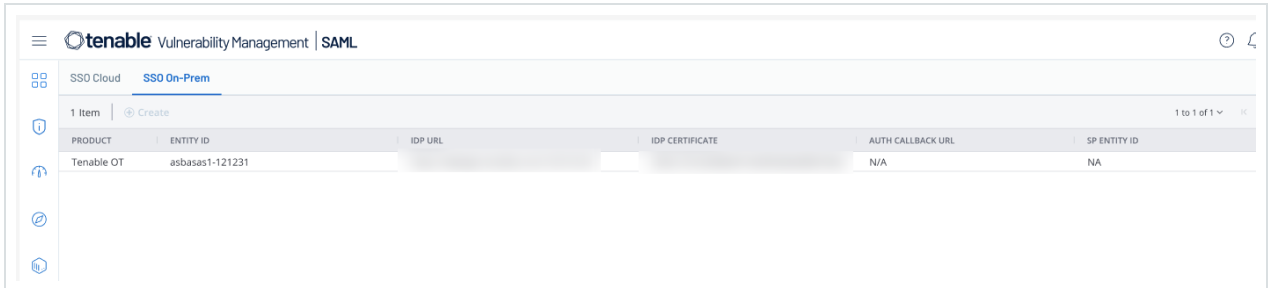 tenable Vulnerability Management | SAML
SSO Cloud SSO On-Prem
1 Item Create 1 to 1 of 1
PRODUCT ENTITY ID IDP URL IDP CERTIFICATE AUTH CALLBACK URL SP ENTITY ID
Tenable OT asbasas1-121231 N/A NA